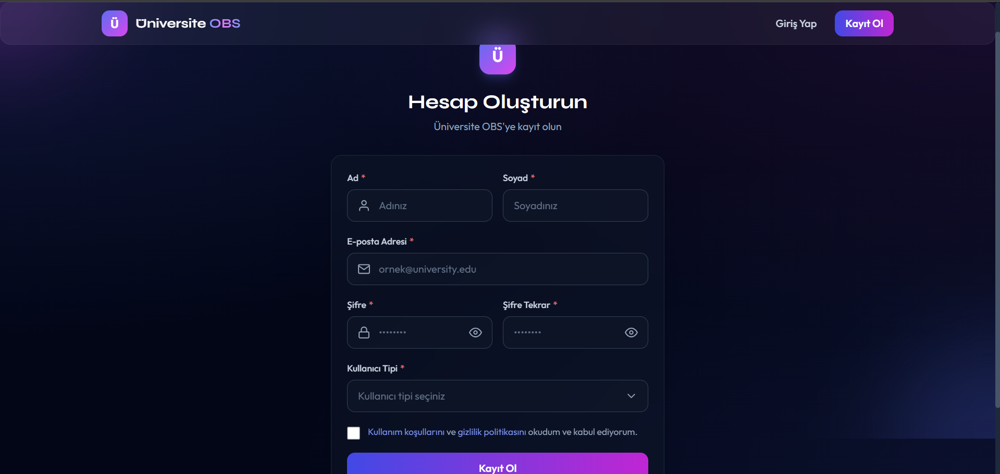 Ü Üniversite OBS Giriş Yap Kayıt Ol
Ü
Hesap Oluşturun
Üniversite OBS'ye kayıt olun
Ad * Soyad *
Adınız Soyadınız
E-posta Adresi *
ornek@university.edu
Şifre * Şifre Tekrar *
•••••••• ••••••••
Kullanıcı Tipi *
Kullanıcı tipi seçiniz
Kullanım koşullarını ve gizlilik politikasını okudum ve kabul ediyorum.
Kayıt Ol